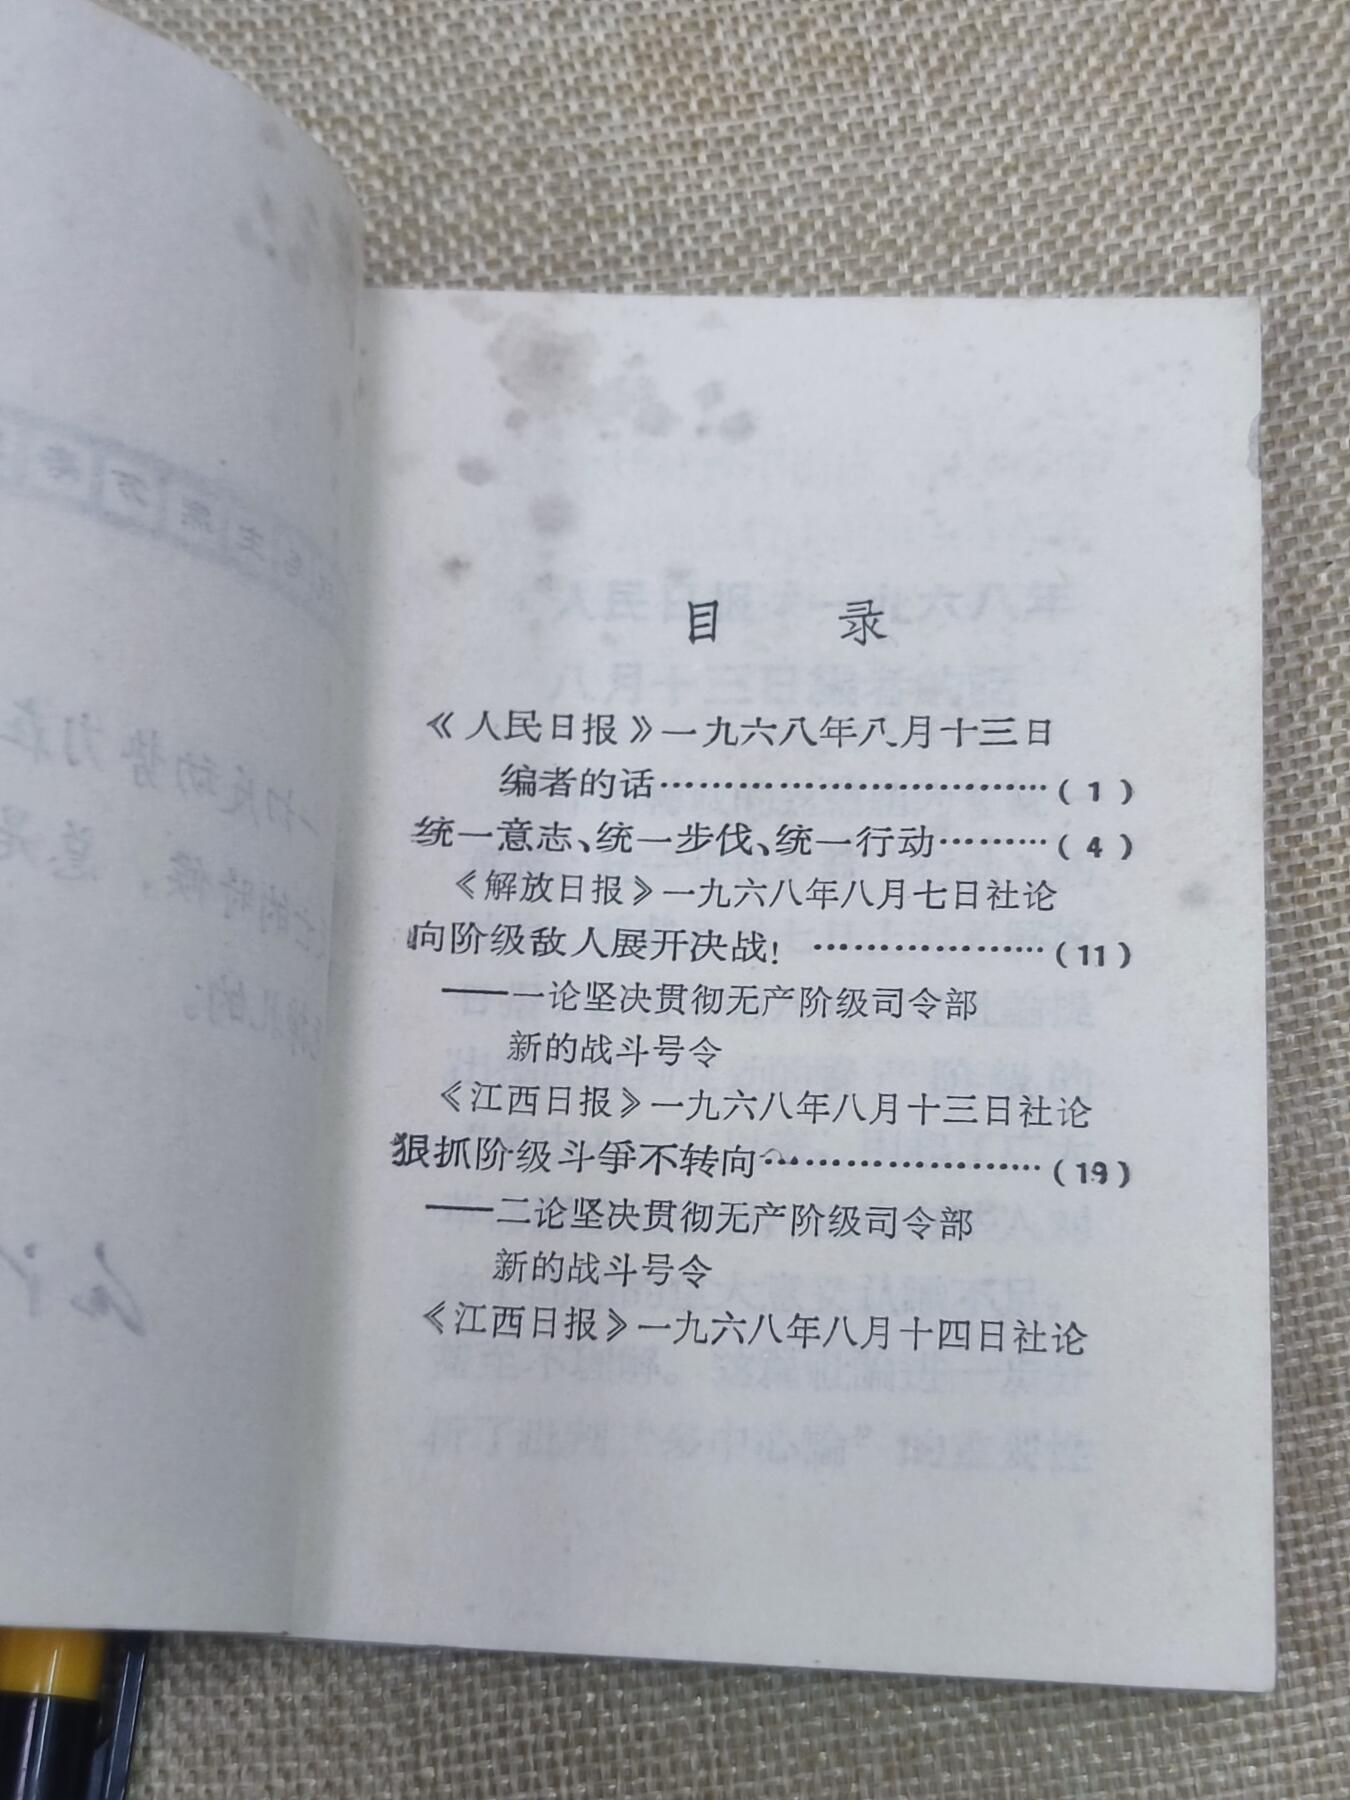 目 录
《人民日报》一九六八年八月十三日
编者的话……………………………(1)
统一意志、统一步伐、统一行动………(4)
《解放日报》一九六八年八月七日社论
向阶级敌人展开决战! ………………(11)
——一论坚决贯彻无产阶级司令部
新的战斗号令
《江西日报》一九六八年八月十三日社论
狠抓阶级斗爭不转向……………………(19)
——二论坚决贯彻无产阶级司令部
新的战斗号令
《江西日报》一九六八年八月十四日社论